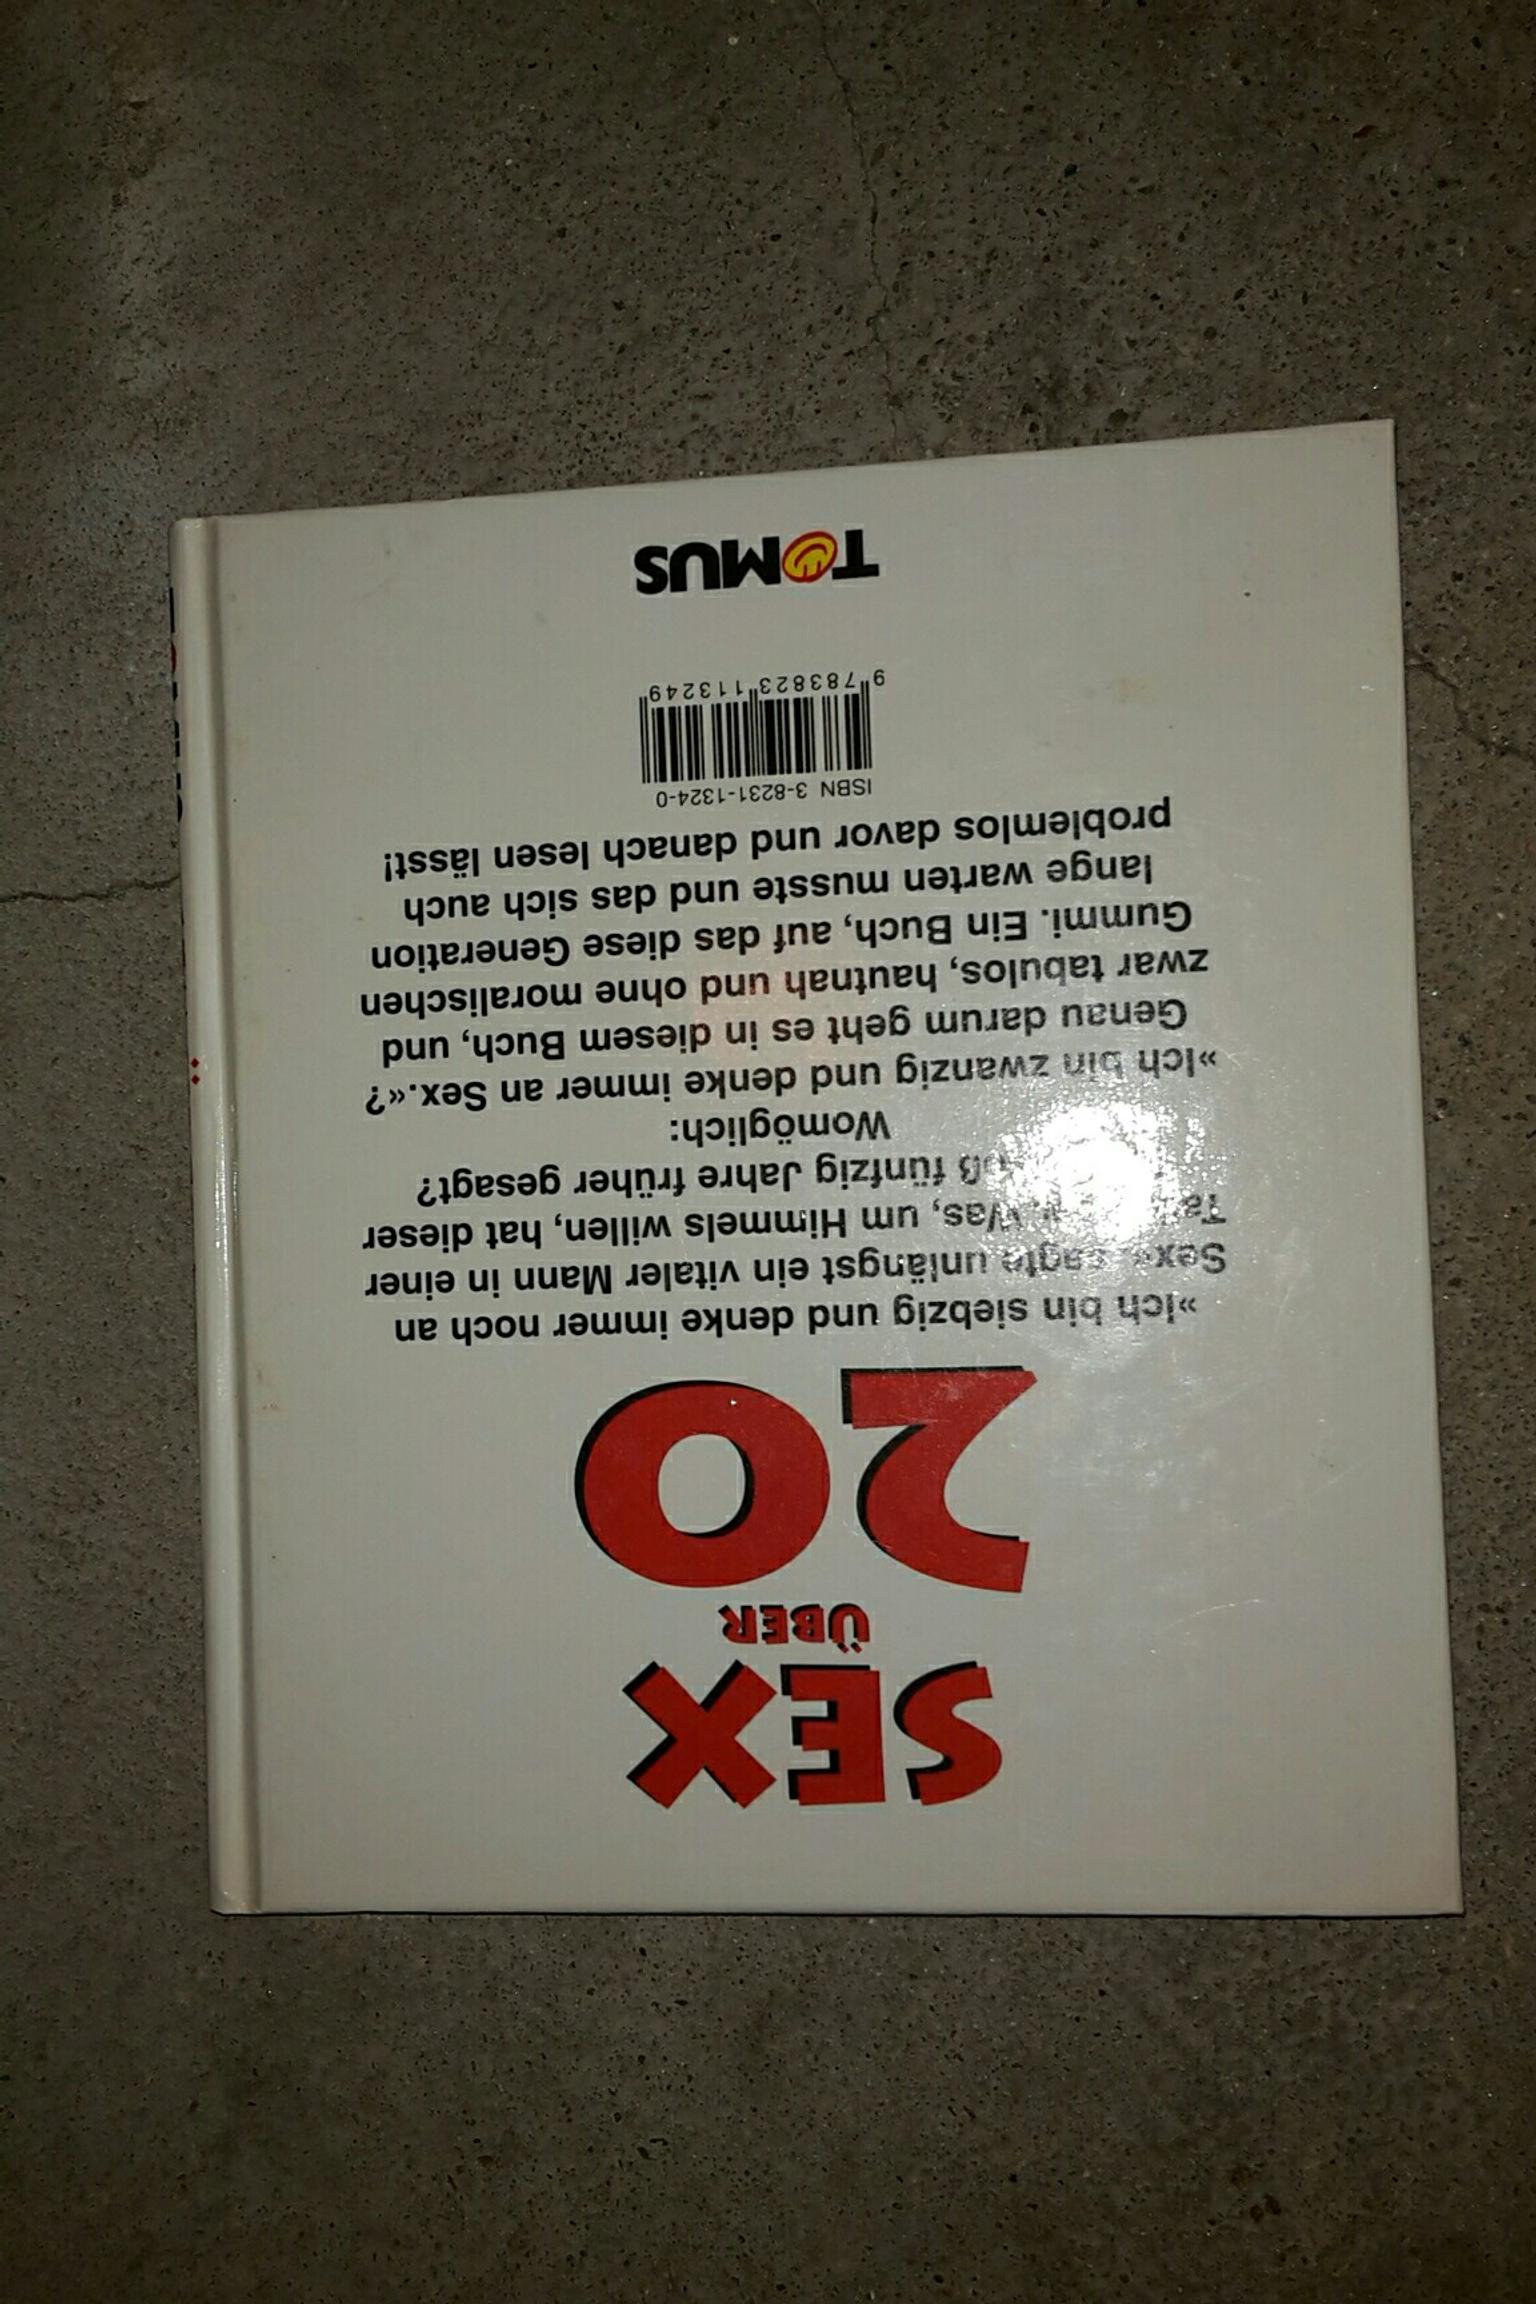 SEX
ÜBER
20
»Ich bin siebzig und denke immer noch an
Sex« sagte unlängst ein vitaler Mann in einer
Was, um Himmels willen, hat dieser
fünfzig Jahre früher gesagt?
Womöglich:
»Ich bin zwanzig und denke immer an Sex.«?
Genau darum geht es in diesem Buch, und
zwar tabulos, hautnah und ohne moralischen
Gummi. Ein Buch, auf das diese Generation
lange warten musste und das sich auch
problemlos davor und danach lesen lässt!
ISBN 3-8231-1324-0
9 783823 113249
TOMUS